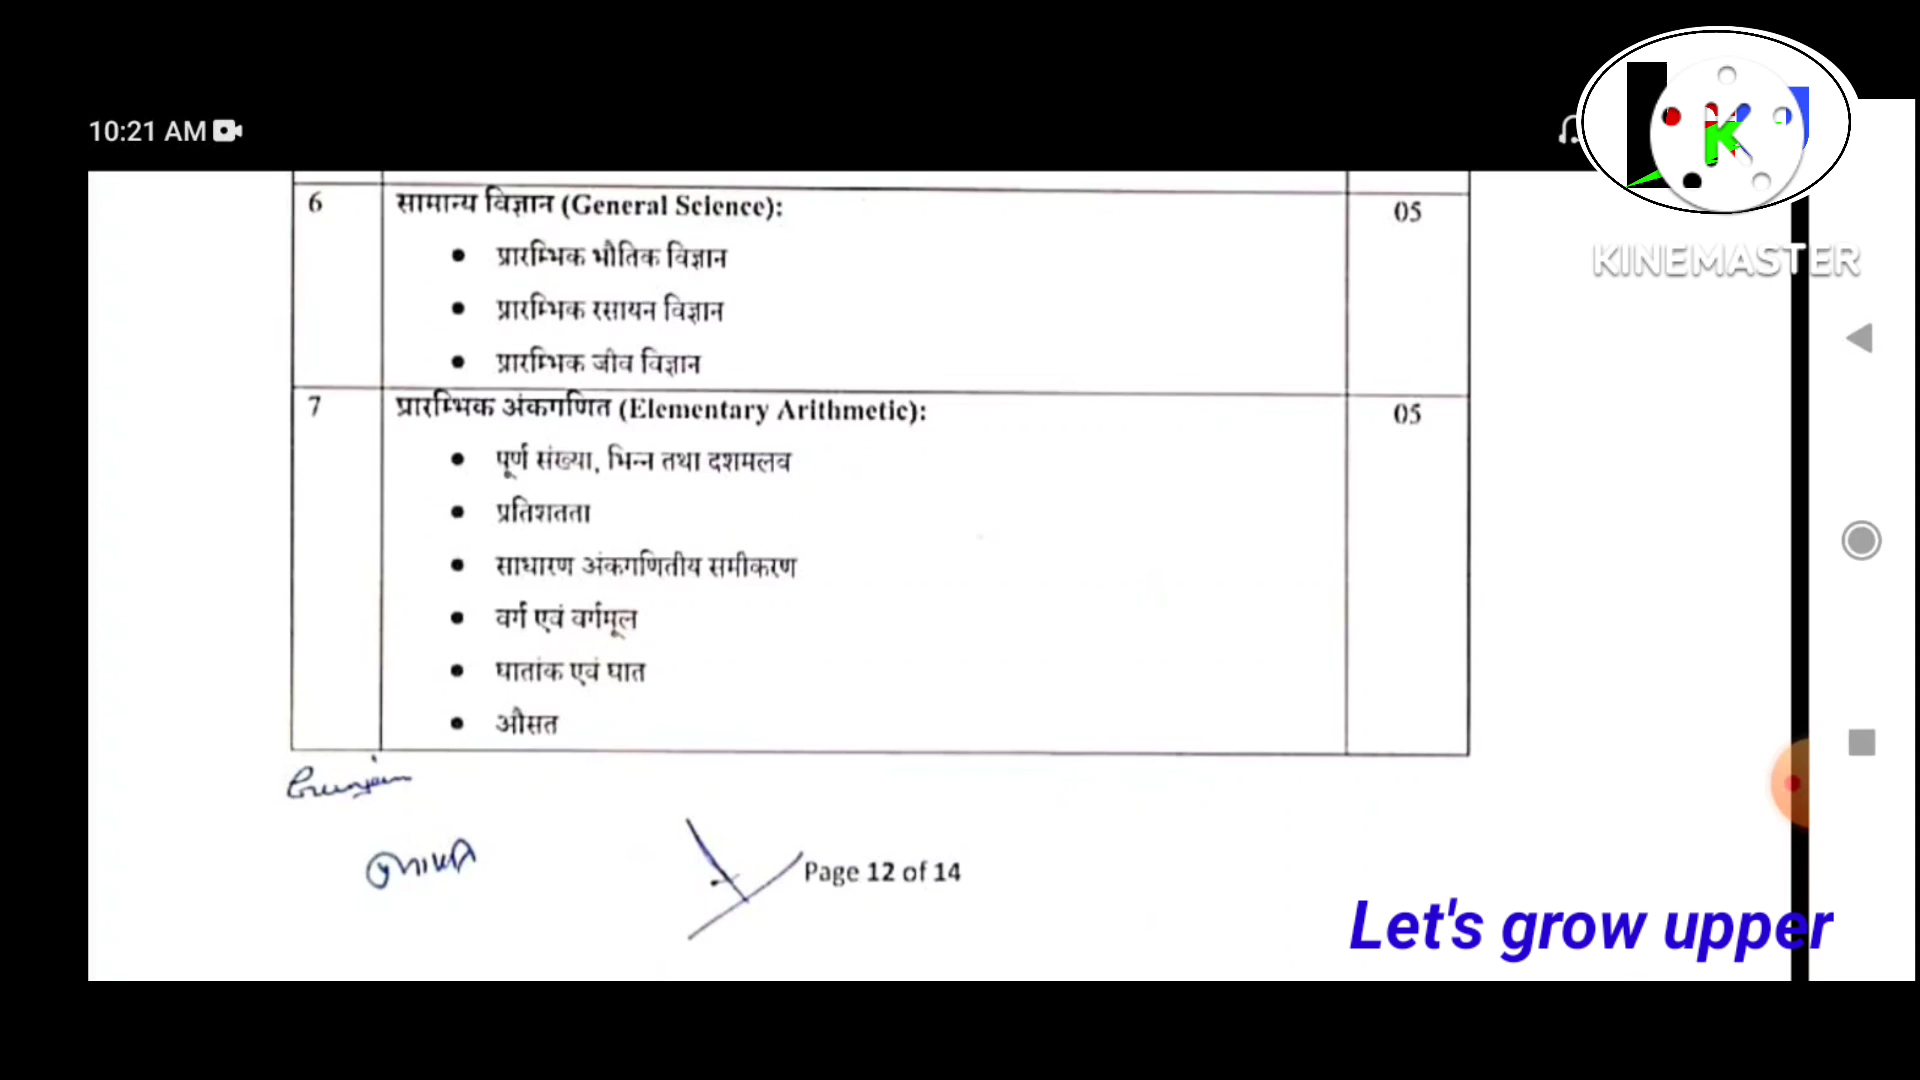 10:21 AM
KINEMASTER
6 सामान्य विज्ञान (General Science): 05
• प्रारम्भिक भौतिक विज्ञान
• प्रारम्भिक रसायन विज्ञान
• प्रारम्भिक जीव विज्ञान
7 प्रारम्भिक अंकगणित (Elementary Arithmetic): 05
• पूर्ण संख्या, भिन्न तथा दशमलव
• प्रतिशतता
• साधारण अंकगणितीय समीकरण
• वर्ग एवं वर्गमूल
• घातांक एवं घात
• औसत
Page 12 of 14
Let's grow upper